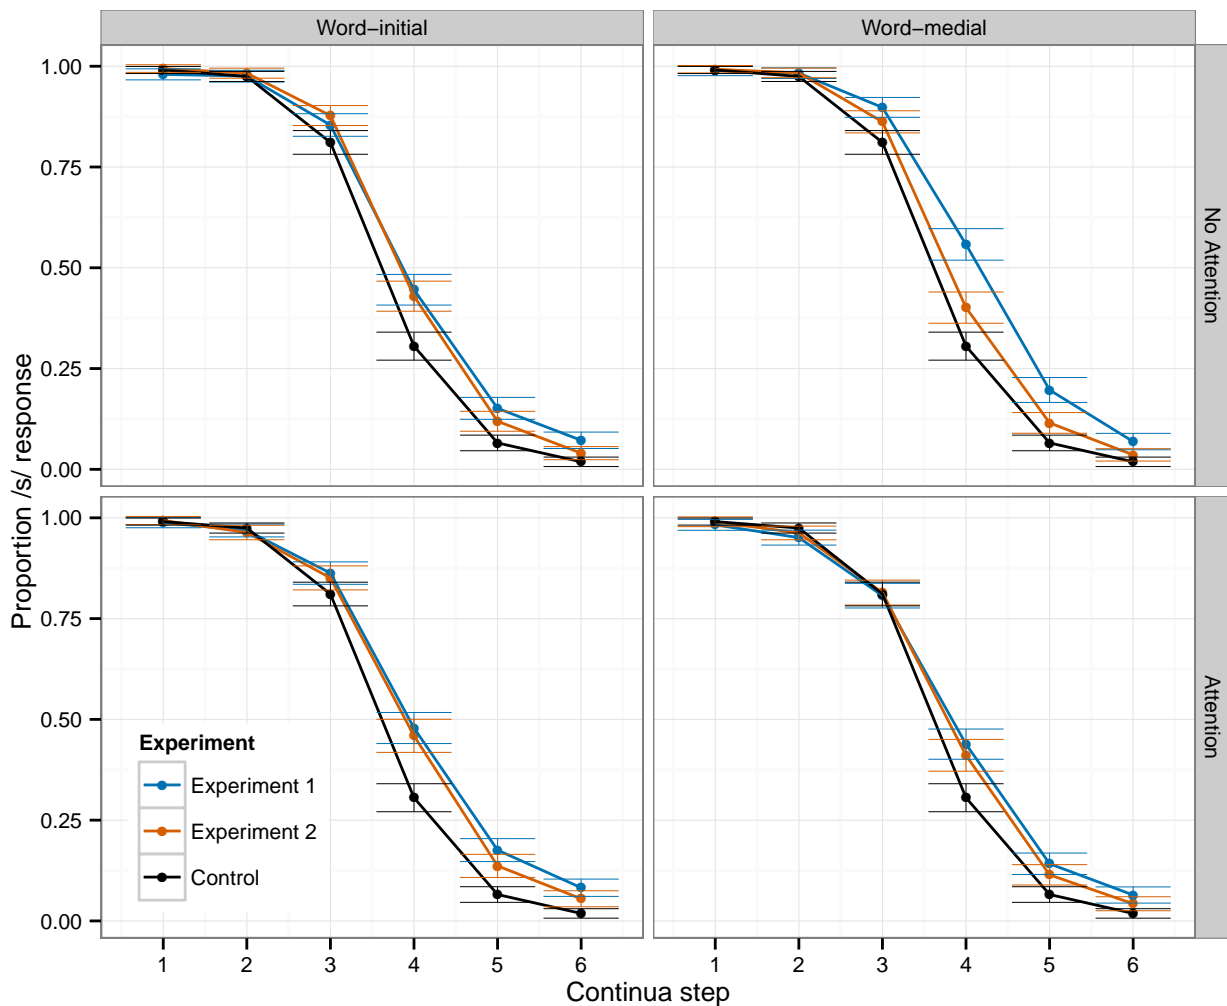 Word–initial
Word–medial
1.00
0.75
0.50
0.25
0.00
No Attention
1.00
0.75
0.50
0.25
0.00
Attention
Proportion /s/ response
Experiment
Experiment 1
Experiment 2
Control
1 2 3 4 5 6
1 2 3 4 5 6
Continua step